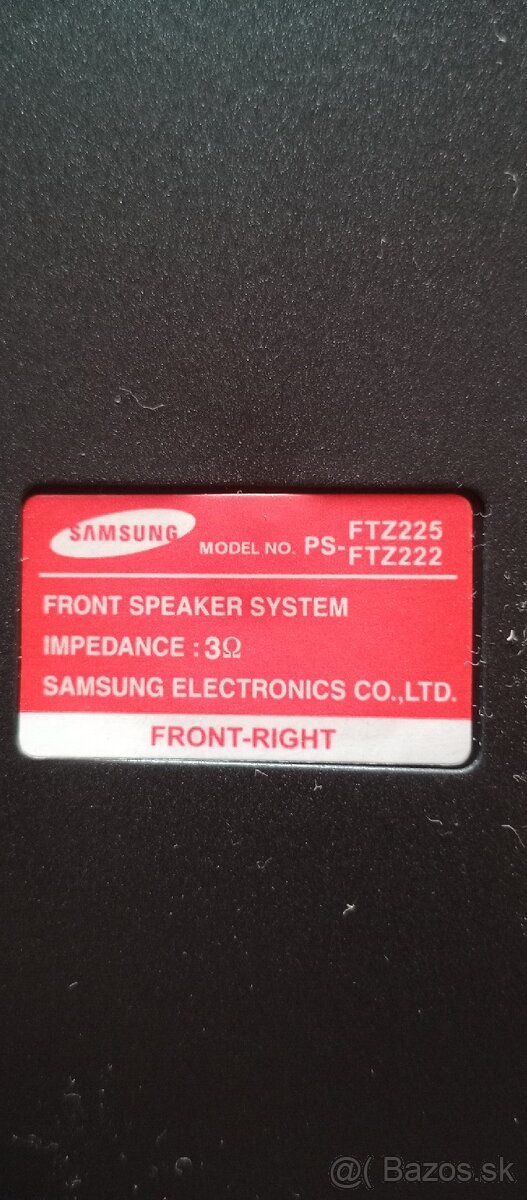 SAMSUNG MODEL NO. PS-FTZ225
FTZ222
FRONT SPEAKER SYSTEM
IMPEDANCE : 3Ω
SAMSUNG ELECTRONICS CO.,LTD.
FRONT-RIGHT
@( Bazos.sk